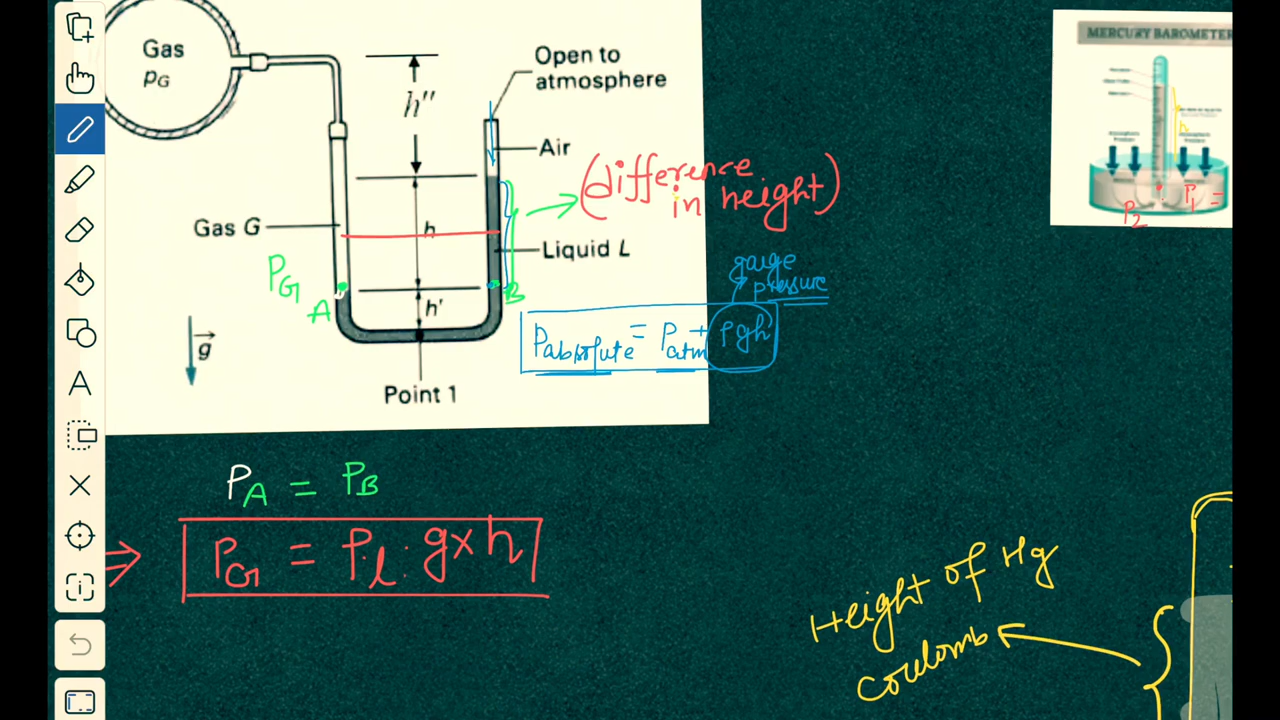 Gas
PG
h''
Open to
atmosphere
Air
Gas G
h
Liquid L
h'
g
Point 1
(difference
in height)
PG
A
B
gauge
pressure
Pabsolute = Patm + ρgh
PA = PB
⇒ PG = ρl . g×h
MERCURY BAROMETER
h
P2
P1 =
Height of Hg
coulomb
A